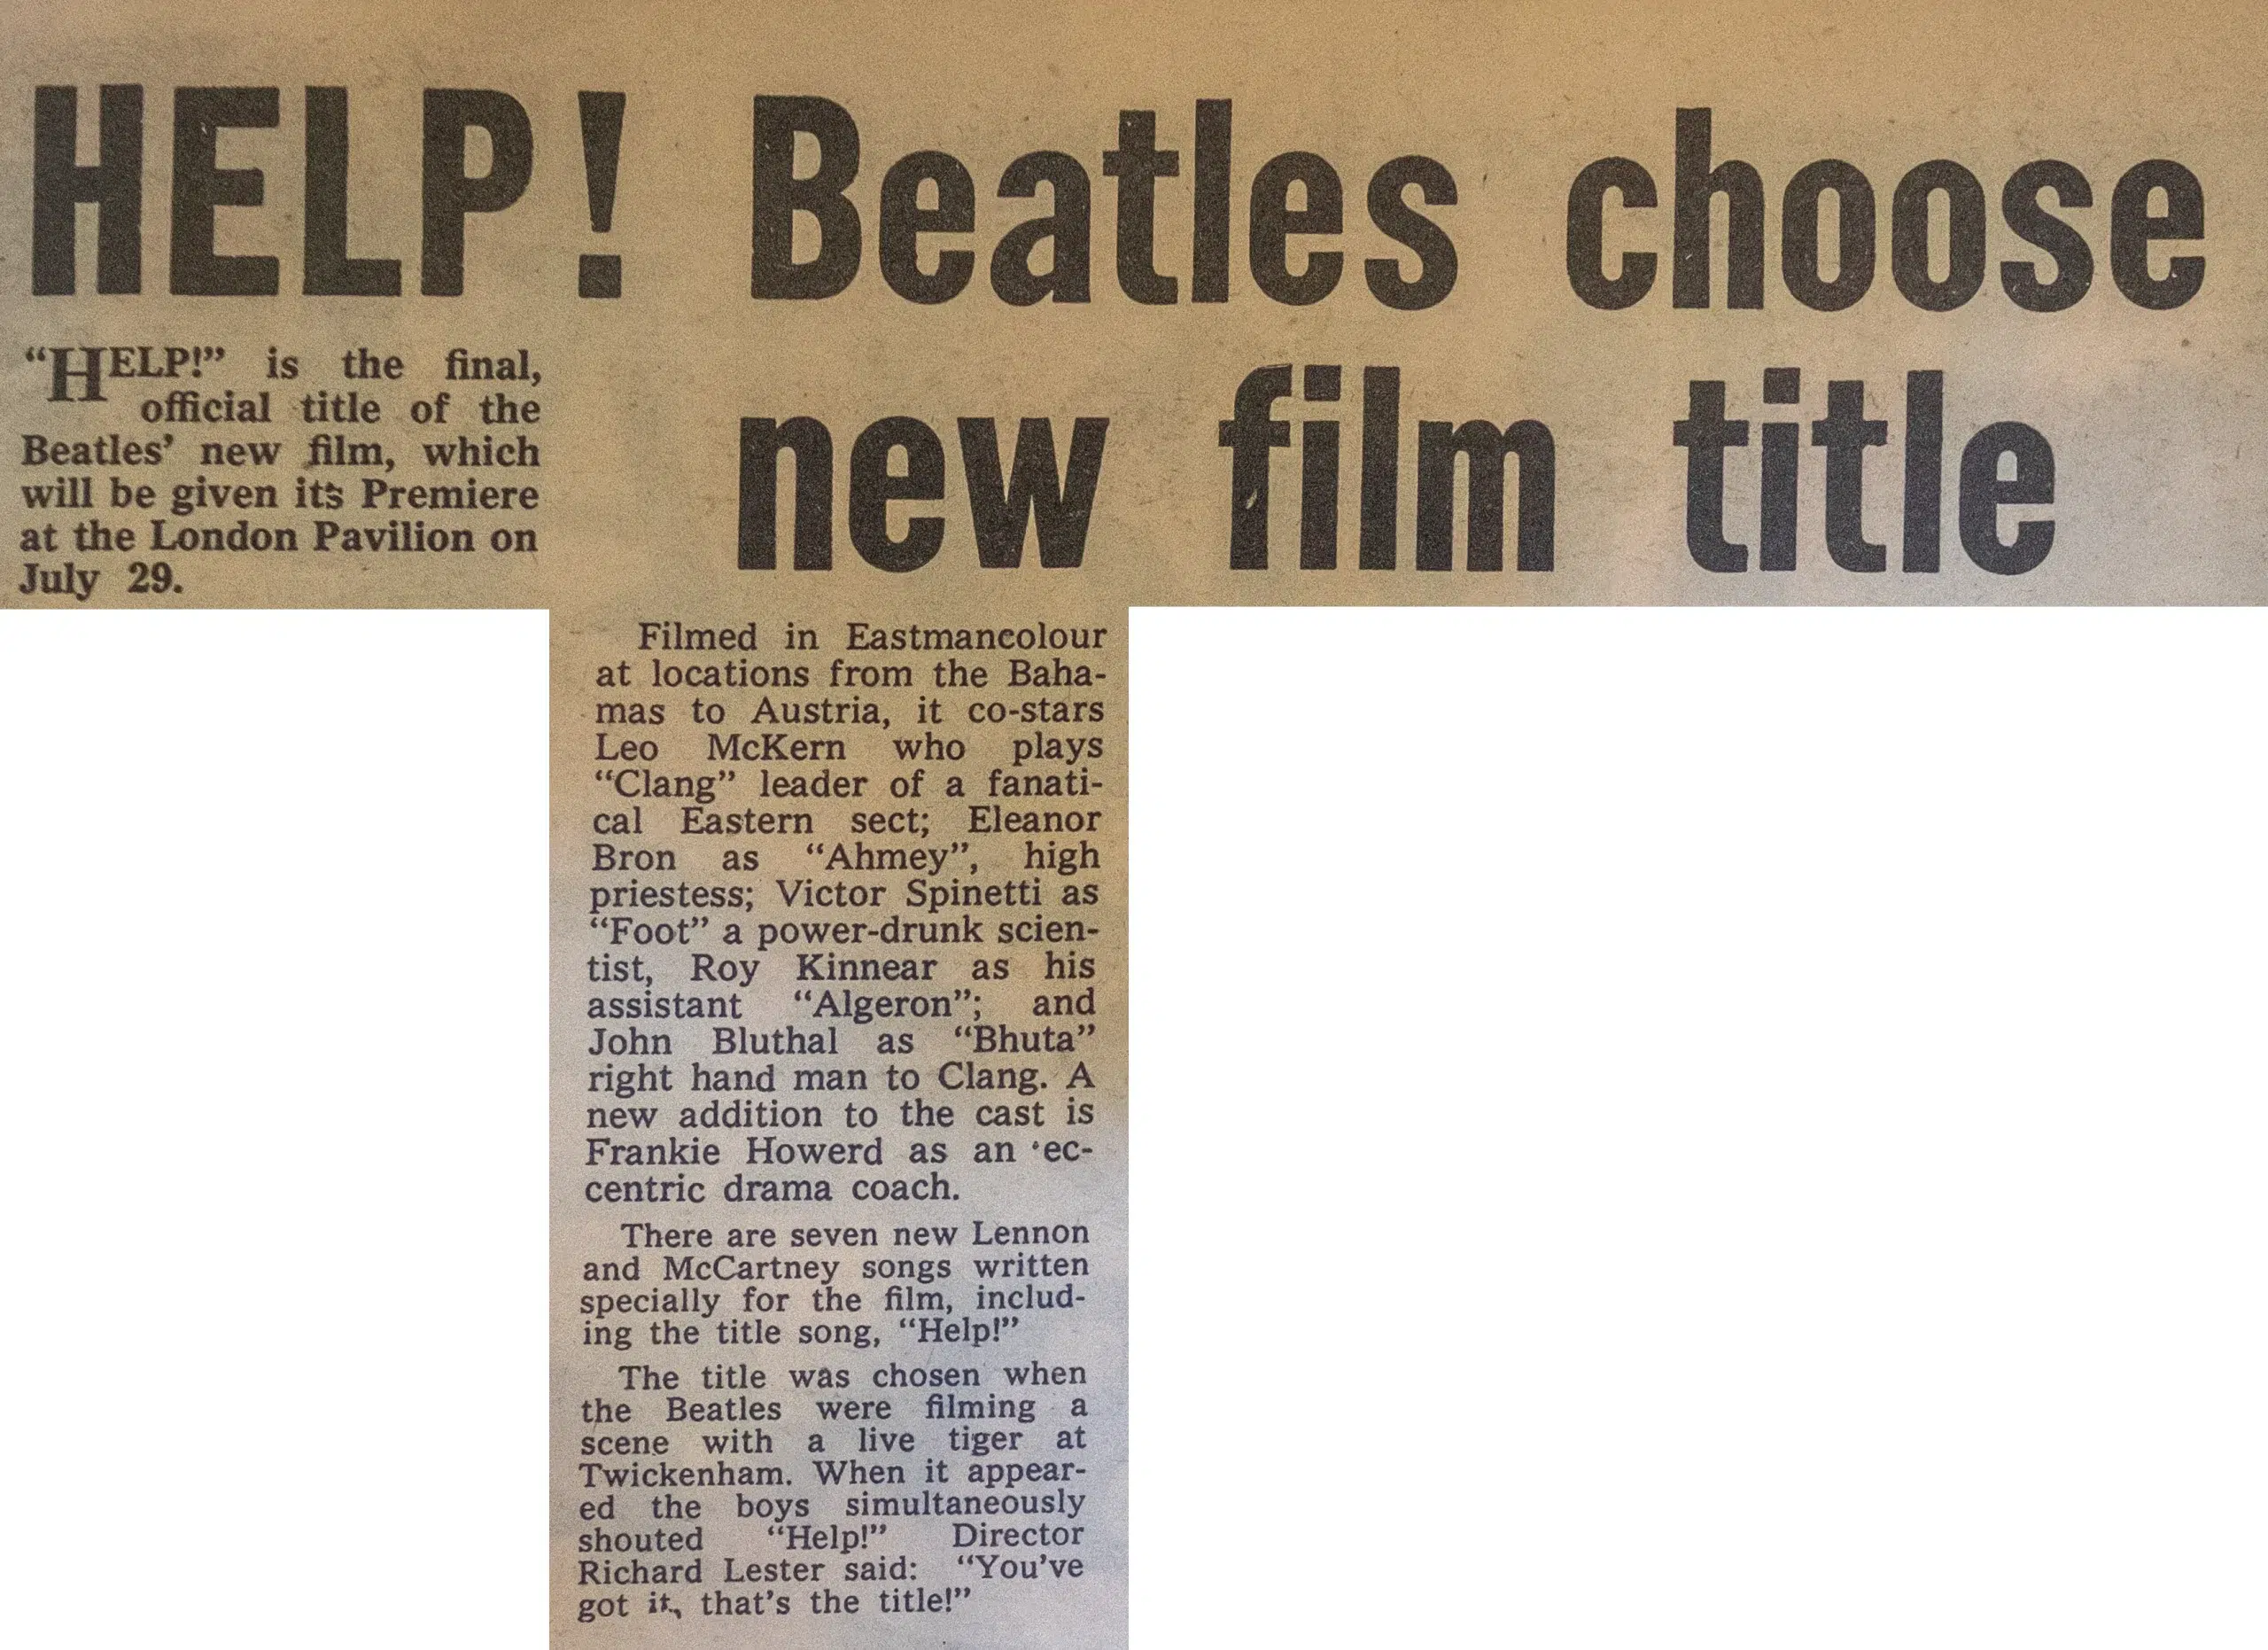 HELP! Beatles choose
new film title
“HELP!” is the final,
official title of the
Beatles’ new film, which
will be given its Premiere
at the London Pavilion on
July 29.
Filmed in Eastmancolour
at locations from the Baha-
mas to Austria, it co-stars
Leo McKern who plays
“Clang” leader of a fanati-
cal Eastern sect; Eleanor
Bron as “Ahmey”, high
priestess; Victor Spinetti as
“Foot” a power-drunk scien-
tist, Roy Kinnear as his
assistant “Algeron”; and
John Bluthal as “Bhuta”
right hand man to Clang. A
new addition to the cast is
Frankie Howerd as an ec-
centric drama coach.
There are seven new Lennon
and McCartney songs written
specially for the film, includ-
ing the title song, “Help!”
The title was chosen when
the Beatles were filming a
scene with a live tiger at
Twickenham. When it appear-
ed the boys simultaneously
shouted “Help!” Director
Richard Lester said: “You’ve
got it, that’s the title!”